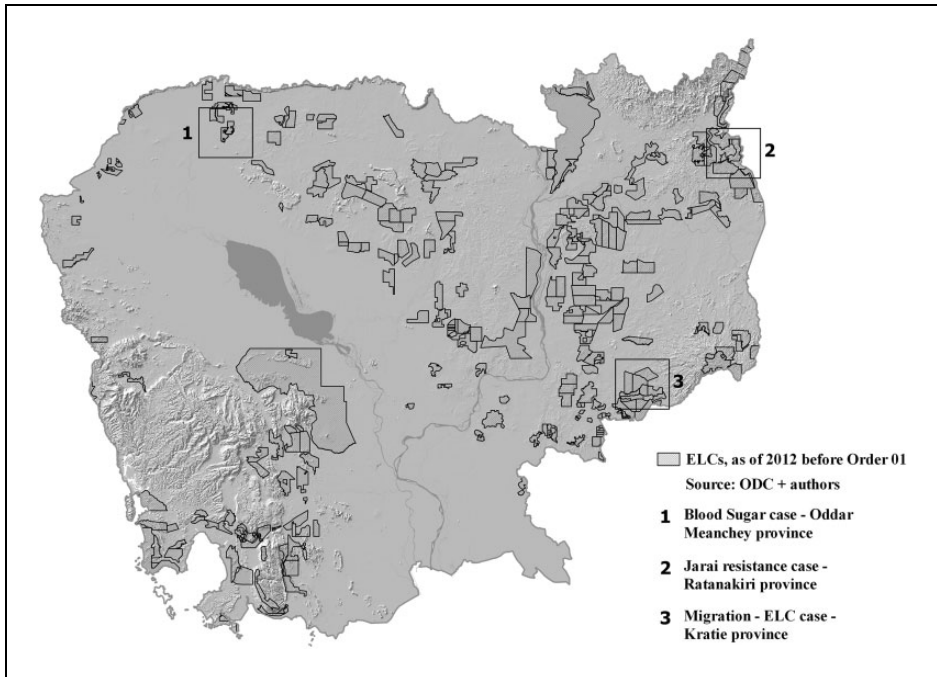 1
2
3
ELCs, as of 2012 before Order 01
Source: ODC + authors
1 Blood Sugar case - Oddar
Meanchey province
2 Jarai resistance case -
Ratanakiri province
3 Migration - ELC case -
Kratie province